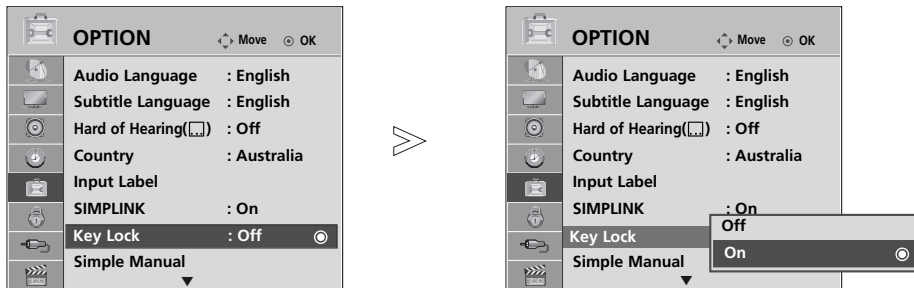 OPTION Move OK
Audio Language : English
Subtitle Language : English
Hard of Hearing( ) : Off
Country : Australia
Input Label
SIMPLINK : On
Key Lock : Off
Simple Manual
OPTION Move OK
Audio Language : English
Subtitle Language : English
Hard of Hearing( ) : Off
Country : Australia
Input Label
SIMPLINK : On
Key Lock
Off
On
Simple Manual